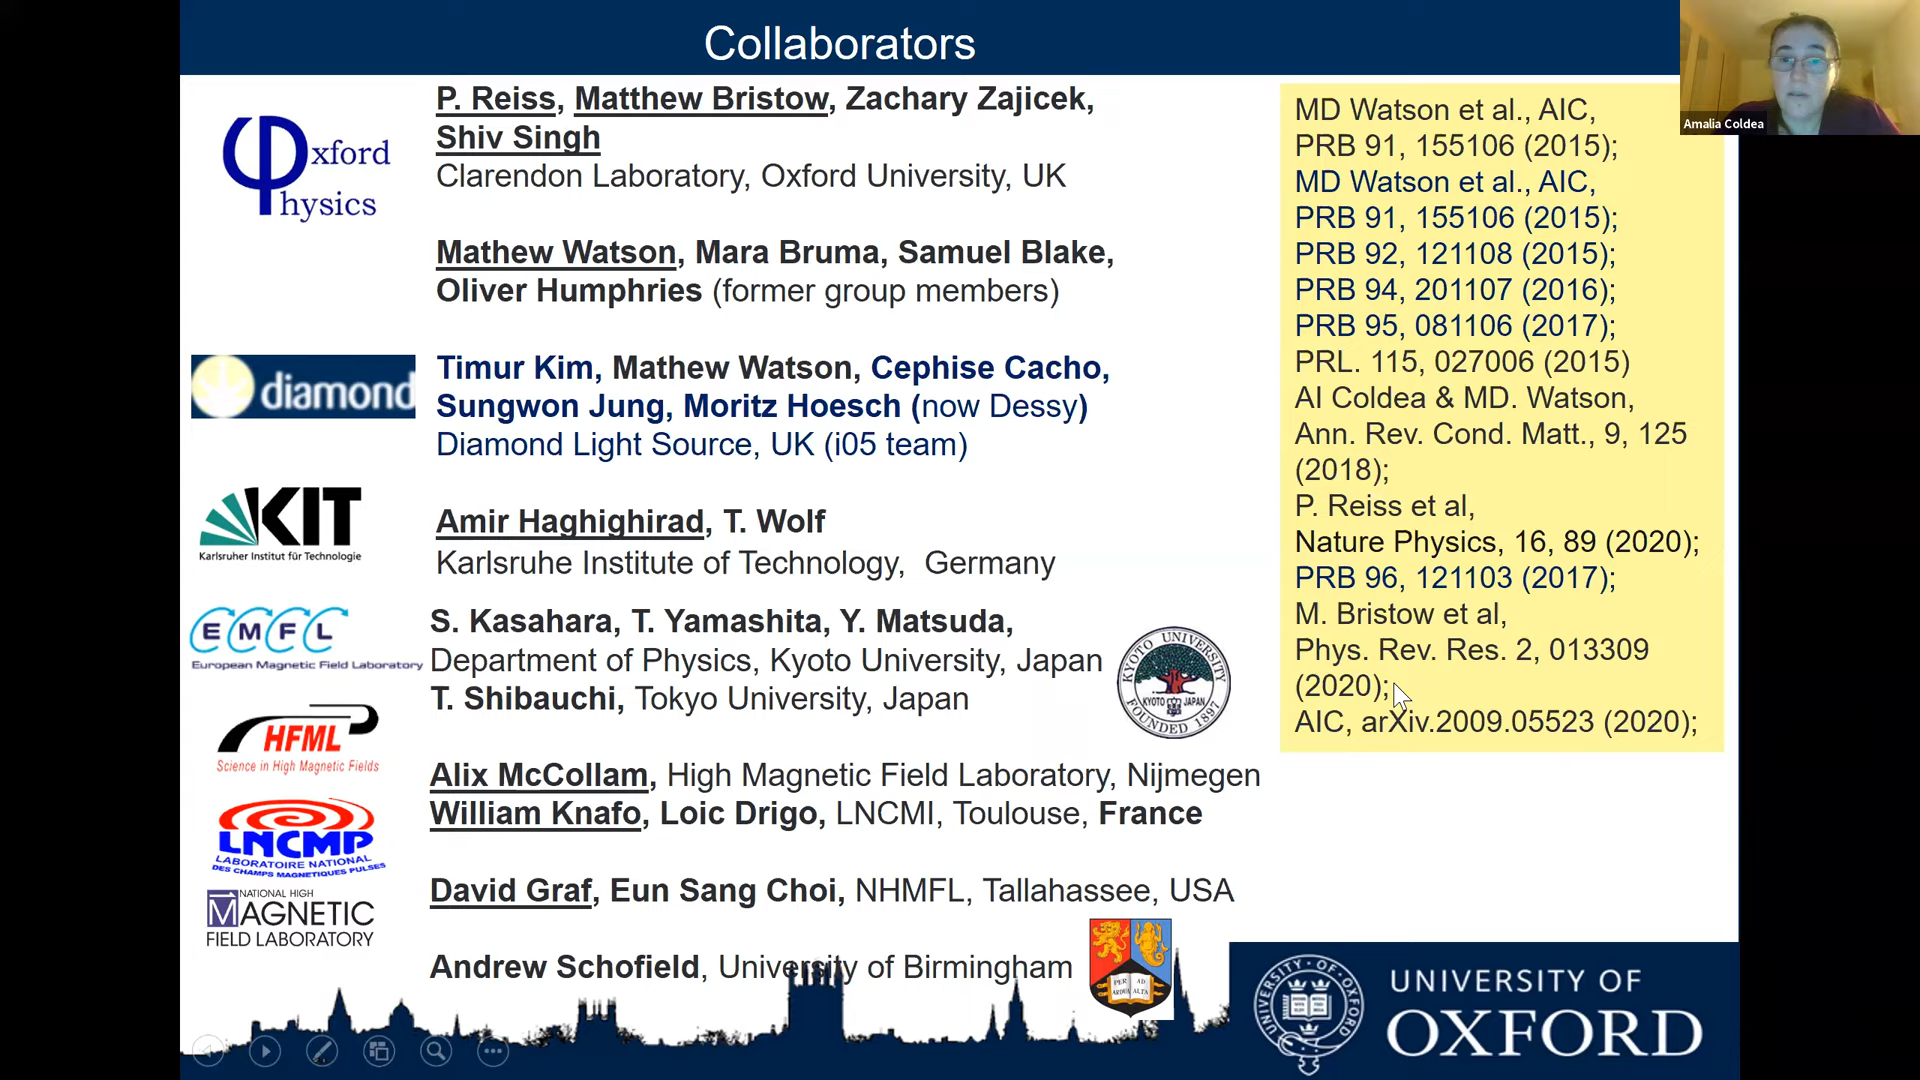 Collaborators
Amalia Coldea
Oxford
Physics
P. Reiss, Matthew Bristow, Zachary Zajicek,
Shiv Singh
Clarendon Laboratory, Oxford University, UK
Mathew Watson, Mara Bruma, Samuel Blake,
Oliver Humphries (former group members)
diamond
Timur Kim, Mathew Watson, Cephise Cacho,
Sungwon Jung, Moritz Hoesch (now Dessy)
Diamond Light Source, UK (i05 team)
KIT
Karlsruher Institut für Technologie
Amir Haghighirad, T. Wolf
Karlsruhe Institute of Technology, Germany
EMFL
European Magnetic Field Laboratory
S. Kasahara, T. Yamashita, Y. Matsuda,
Department of Physics, Kyoto University, Japan
T. Shibauchi, Tokyo University, Japan
KYOTO UNIVERSITY
KYOTO JAPAN
FOUNDED 1897
HFML
Science in High Magnetic Fields
Alix McCollam, High Magnetic Field Laboratory, Nijmegen
William Knafo, Loic Drigo, LNCMI, Toulouse, France
LNCMP
LABORATOIRE NATIONAL
DES CHAMPS MAGNETIQUES PULSES
David Graf, Eun Sang Choi, NHMFL, Tallahassee, USA
NATIONAL HIGH
MAGNETIC
FIELD LABORATORY
Andrew Schofield, University of Birmingham
PER AD
ARDUA ALTA
MD Watson et al., AIC,
PRB 91, 155106 (2015);
MD Watson et al., AIC,
PRB 91, 155106 (2015);
PRB 92, 121108 (2015);
PRB 94, 201107 (2016);
PRB 95, 081106 (2017);
PRL. 115, 027006 (2015)
AI Coldea & MD. Watson,
Ann. Rev. Cond. Matt., 9, 125
(2018);
P. Reiss et al,
Nature Physics, 16, 89 (2020);
PRB 96, 121103 (2017);
M. Bristow et al,
Phys. Rev. Res. 2, 013309
(2020);
AIC, arXiv.2009.05523 (2020);
UNIVERSITY OF OXFORD
UNIVERSITY OF
OXFORD